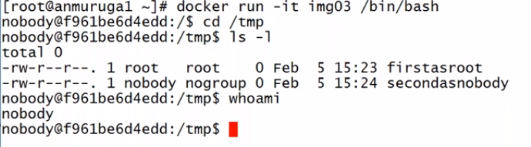 [root@anmuruga1 ~]# docker run -it img03 /bin/bash
nobody@f961be6d4edd:/$ cd /tmp
nobody@f961be6d4edd:/tmp$ ls -l
total 0
-rw-r--r--. 1 root   root    0 Feb  5 15:23 firstasroot
-rw-r--r--. 1 nobody nogroup 0 Feb  5 15:24 secondasnobody
nobody@f961be6d4edd:/tmp$ whoami
nobody
nobody@f961be6d4edd:/tmp$